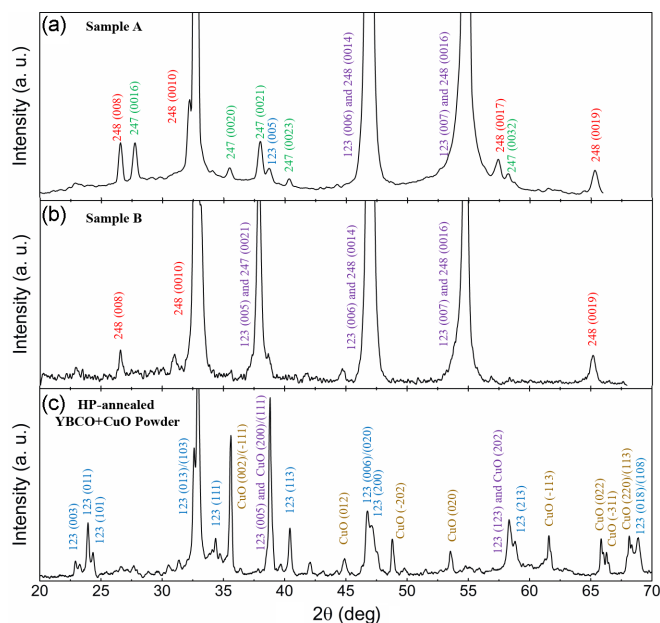 (a)
Sample A
Intensity (a. u.)
248 (008)
247 (0016)
248 (0010)
247 (0020)
247 (0021)
123 (005)
247 (0023)
123 (006) and 248 (0014)
123 (007) and 248 (0016)
248 (0017)
247 (0032)
248 (0019)
(b)
Sample B
Intensity (a. u.)
248 (008)
248 (0010)
123 (005) and 247 (0021)
123 (006) and 248 (0014)
123 (007) and 248 (0016)
248 (0019)
(c)
HP-annealed
YBCO+CuO Powder
Intensity (a. u.)
123 (003)
123 (011)
123 (101)
123 (013)/(103)
123 (111)
CuO (002)/(-111)
123 (005) and CuO (200)/(111)
123 (113)
CuO (012)
123 (006)/(020)
123 (200)
CuO (-202)
CuO (020)
123 (123) and CuO (202)
123 (213)
CuO (-113)
CuO (022)
CuO (-311)
CuO (220)/(113)
123 (018)/(108)
20 25 30 35 40 45 50 55 60 65 70
2θ (deg)